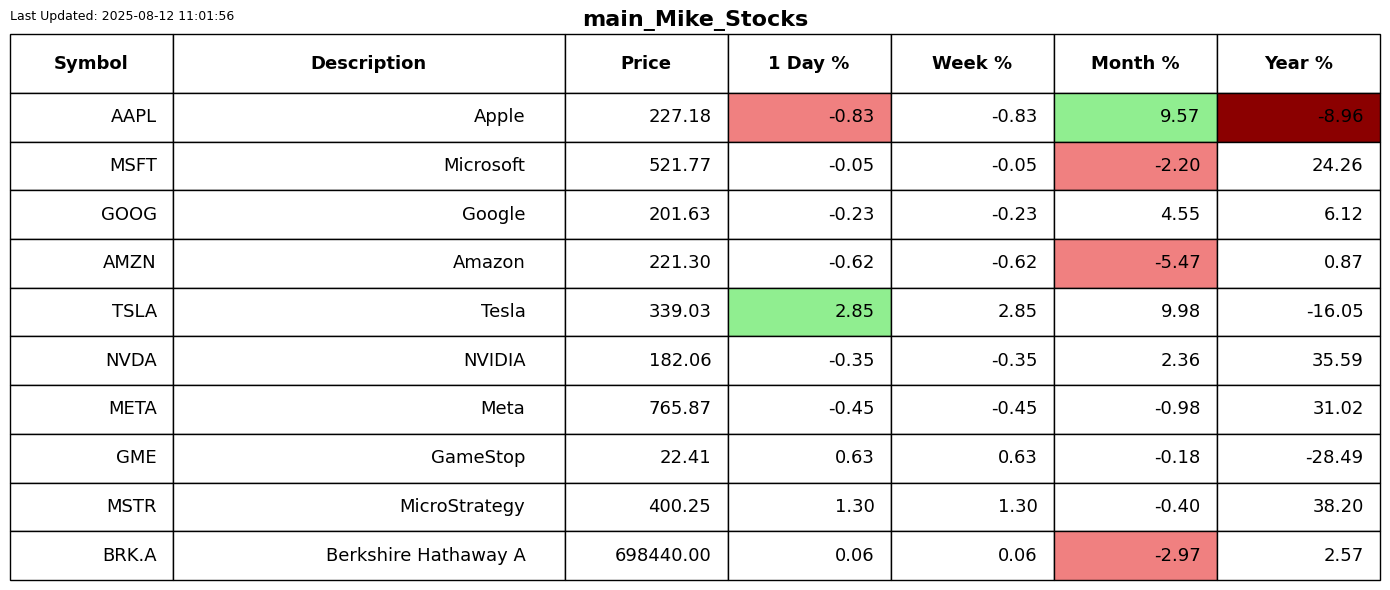 Last Updated: 2025-08-12 11:01:56
main_Mike_Stocks
Symbol Description Price 1 Day % Week % Month % Year %
AAPL Apple 227.18 -0.83 -0.83 9.57 -8.96
MSFT Microsoft 521.77 -0.05 -0.05 -2.20 24.26
GOOG Google 201.63 -0.23 -0.23 4.55 6.12
AMZN Amazon 221.30 -0.62 -0.62 -5.47 0.87
TSLA Tesla 339.03 2.85 2.85 9.98 -16.05
NVDA NVIDIA 182.06 -0.35 -0.35 2.36 35.59
META Meta 765.87 -0.45 -0.45 -0.98 31.02
GME GameStop 22.41 0.63 0.63 -0.18 -28.49
MSTR MicroStrategy 400.25 1.30 1.30 -0.40 38.20
BRK.A Berkshire Hathaway A 698440.00 0.06 0.06 -2.97 2.57